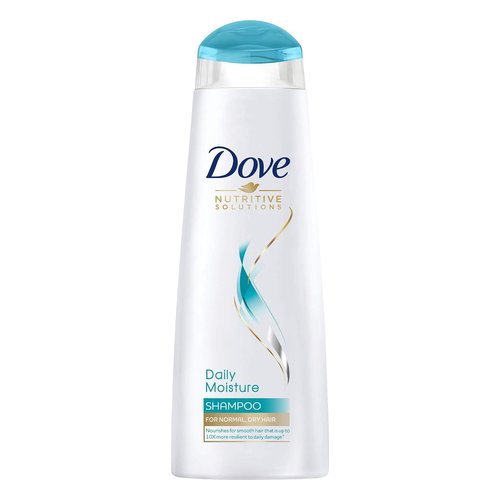 Dove
NUTRITIVE
SOLUTIONS
Daily
Moisture
SHAMPOO
FOR NORMAL, DRY HAIR
Nourishes for smooth hair that is up to
10X more resilient to daily damage*